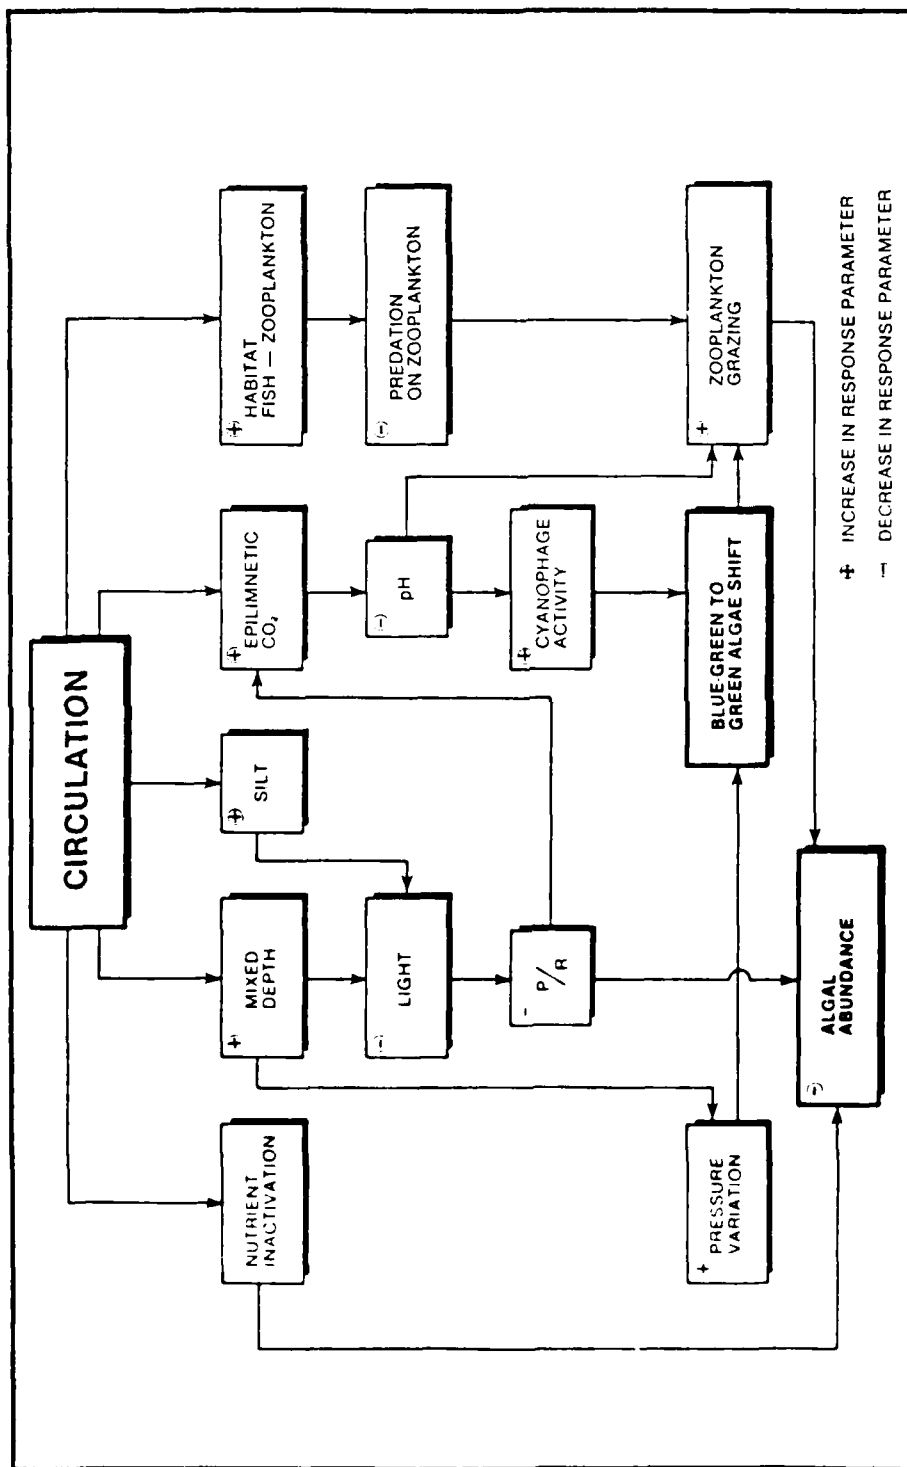 CIRCULATION
NUTRIENT
INACTIVATION
+
MIXED
DEPTH
(+)
SILT
(+)
EPILIMNETIC
CO₂
(+)
HABITAT
FISH — ZOOPLANKTON
(−)
LIGHT
(−)
pH
(−)
PREDATION
ON ZOOPLANKTON
−
P/R
(+)
CYANOPHAGE
ACTIVITY
+
PRESSURE
VARIATION
BLUE-GREEN TO
GREEN ALGAE SHIFT
+
ZOOPLANKTON
GRAZING
(−)
ALGAL
ABUNDANCE
+ INCREASE IN RESPONSE PARAMETER
− DECREASE IN RESPONSE PARAMETER